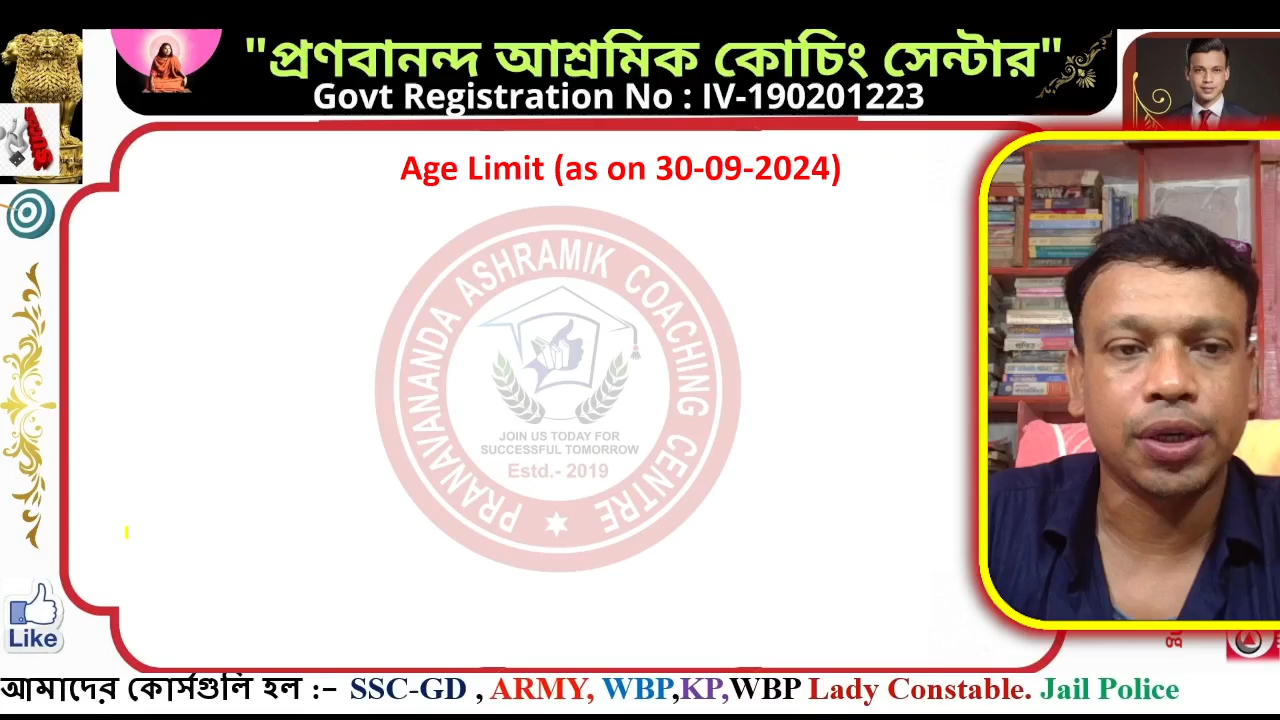 "প্রণবানন্দ আশ্রমিক কোচিং সেন্টার"
Govt Registration No : IV-190201223
Age Limit (as on 30-09-2024)
PRANAVANANDA ASHRAMIK COACHING CENTRE
JOIN US TODAY FOR
SUCCESSFUL TOMORROW
Estd.- 2019
Like
আমাদের কোর্সগুলি হল :– SSC-GD , ARMY, WBP,KP,WBP Lady Constable. Jail Police